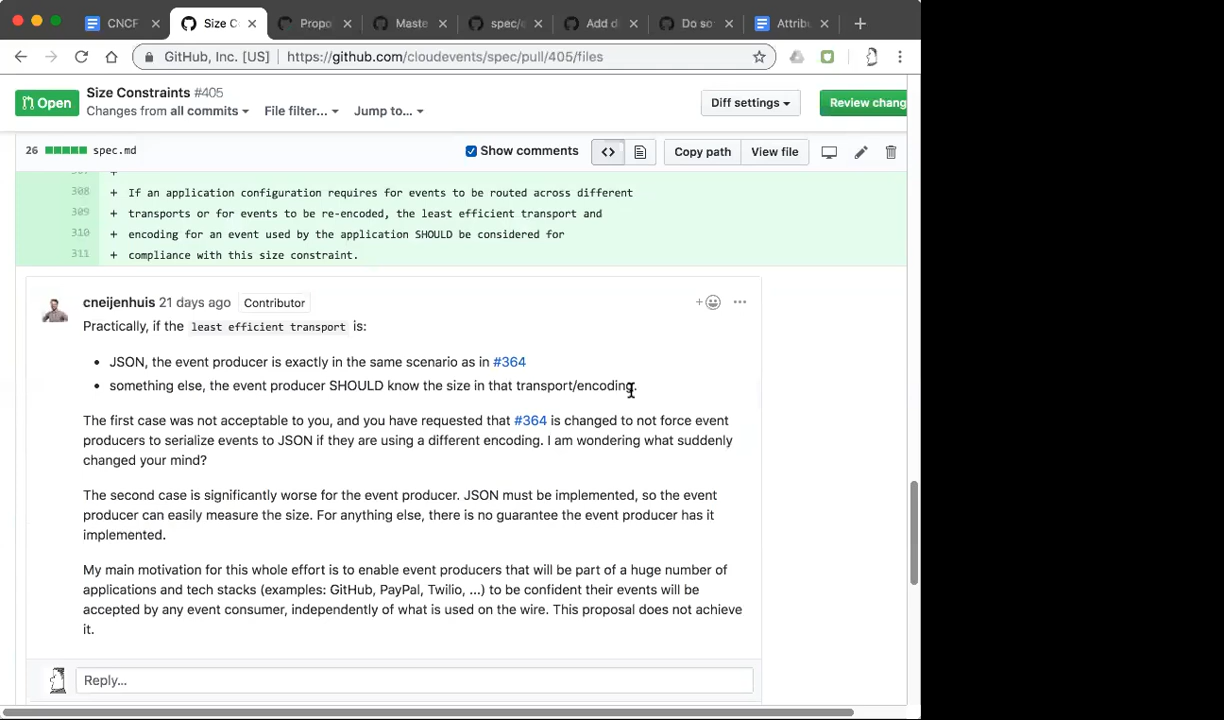 CNCF
Size C
Propo
Maste
spec/
Add d
Do so
Attrib
GitHub, Inc. [US]
https://github.com/cloudevents/spec/pull/405/files
Open
Size Constraints #405
Changes from all commits
File filter...
Jump to...
Diff settings
Review chang
26
spec.md
Show comments
Copy path
View file
308 + If an application configuration requires for events to be routed across different
309 + transports or for events to be re-encoded, the least efficient transport and
310 + encoding for an event used by the application SHOULD be considered for
311 + compliance with this size constraint.
cneijenhuis 21 days ago Contributor
Practically, if the least efficient transport is:
• JSON, the event producer is exactly in the same scenario as in #364
• something else, the event producer SHOULD know the size in that transport/encoding.
The first case was not acceptable to you, and you have requested that #364 is changed to not force event
producers to serialize events to JSON if they are using a different encoding. I am wondering what suddenly
changed your mind?
The second case is significantly worse for the event producer. JSON must be implemented, so the event
producer can easily measure the size. For anything else, there is no guarantee the event producer has it
implemented.
My main motivation for this whole effort is to enable event producers that will be part of a huge number of
applications and tech stacks (examples: GitHub, PayPal, Twilio, ...) to be confident their events will be
accepted by any event consumer, independently of what is used on the wire. This proposal does not achieve
it.
Reply...